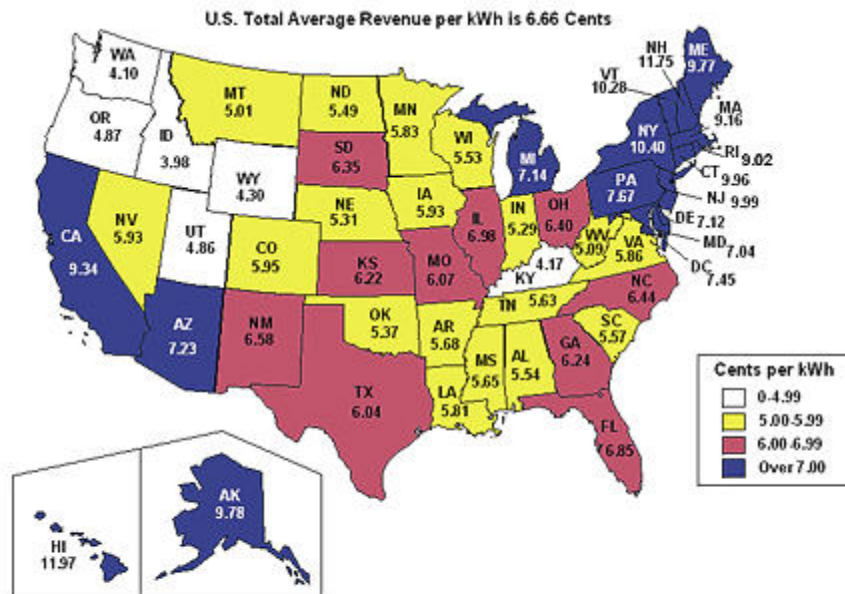 U.S. Total Average Revenue per kWh is 6.66 Cents
WA
4.10
OR
4.87
ID
3.98
MT
5.01
WY
4.30
ND
5.49
SD
6.35
MN
5.83
WI
5.53
MI
7.14
VT
10.28
NH
11.75
ME
9.77
MA
9.16
RI 9.02
CT
9.96
NJ 9.99
NY
10.40
PA
7.67
DE 7.12
MD 7.04
DC
7.45
CA
9.34
NV
5.93
UT
4.86
CO
5.95
NE
5.31
IA
5.93
KS
6.22
MO
6.07
IL
6.98
IN
5.29
OH
6.40
WV
5.09
VA
5.86
KY
4.17
TN 5.63
NC
6.44
SC
5.57
AZ
7.23
NM
6.58
OK
5.37
AR
5.68
TX
6.04
LA
5.81
MS
5.65
AL
5.54
GA
6.24
FL
6.85
AK
9.78
HI
11.97
Cents per kWh
0-4.99
5.00-5.99
6.00-6.99
Over 7.00